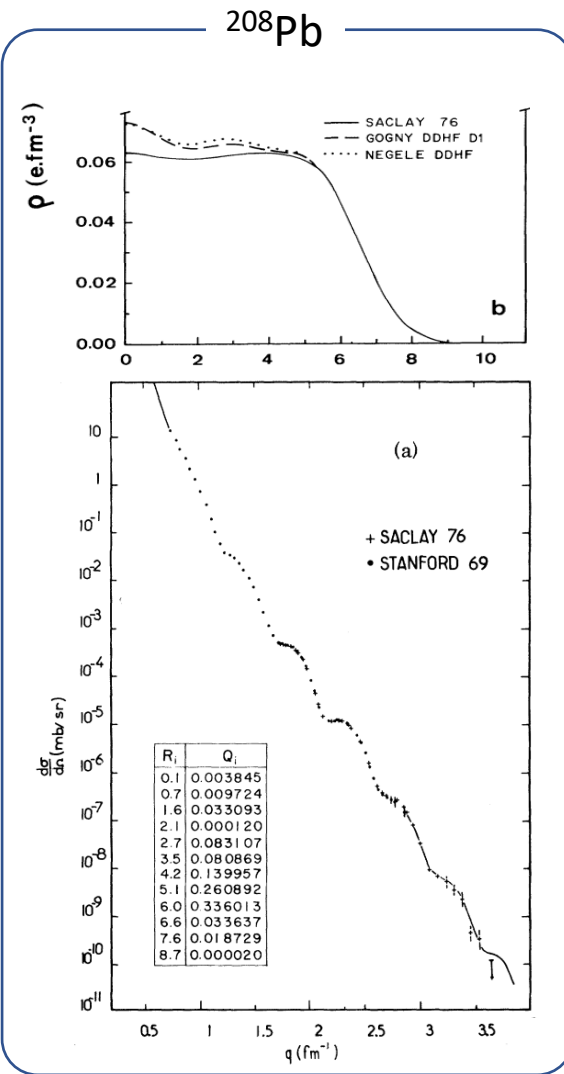 ²⁰⁸Pb
SACLAY 76
GOGNY DDHF D1
NEGELE DDHF
ρ (e.fm⁻³)
0.06
0.04
0.02
0.00
b
0 2 4 6 8 10
(a)
+ SACLAY 76
• STANFORD 69
10
1
10⁻¹
10⁻²
10⁻³
10⁻⁴
10⁻⁵
10⁻⁶
10⁻⁷
10⁻⁸
10⁻⁹
10⁻¹⁰
10⁻¹¹
dσ/dΩ (mb/sr)
Rᵢ Qᵢ
0.1 0.003845
0.7 0.009724
1.6 0.033093
2.1 0.000120
2.7 0.083107
3.5 0.080869
4.2 0.139957
5.1 0.260892
6.0 0.336013
6.6 0.033637
7.6 0.018729
8.7 0.000020
0.5 1 1.5 2 2.5 3 3.5
q (fm⁻¹)